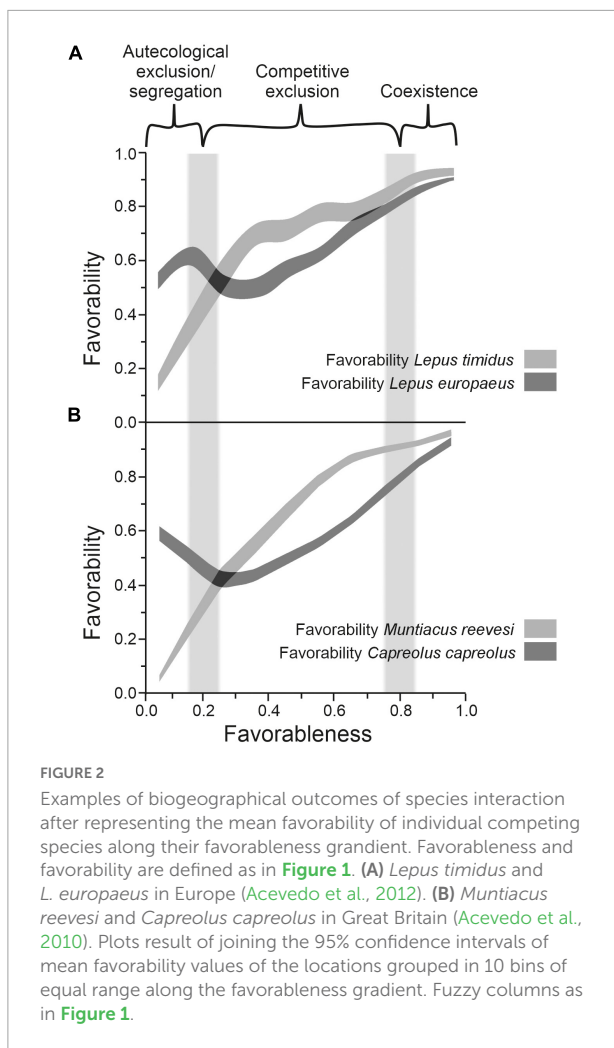 A
Autecological
exclusion/
segregation
Competitive
exclusion
Coexistence
1.0
0.8
0.6
0.4
0.2
Favorability
Favorability Lepus timidus
Favorability Lepus europaeus
B
0.0
0.8
0.6
0.4
0.2
0.0
Favorability
Favorability Muntiacus reevesi
Favorability Capreolus capreolus
0.0 0.2 0.4 0.6 0.8 1.0
Favorableness
FIGURE 2
Examples of biogeographical outcomes of species interaction
after representing the mean favorability of individual competing
species along their favorableness grandient. Favorableness and
favorability are defined as in Figure 1. (A) Lepus timidus and
L. europaeus in Europe (Acevedo et al., 2012). (B) Muntiacus
reevesi and Capreolus capreolus in Great Britain (Acevedo et al.,
2010). Plots result of joining the 95% confidence intervals of
mean favorability values of the locations grouped in 10 bins of
equal range along the favorableness gradient. Fuzzy columns as
in Figure 1.